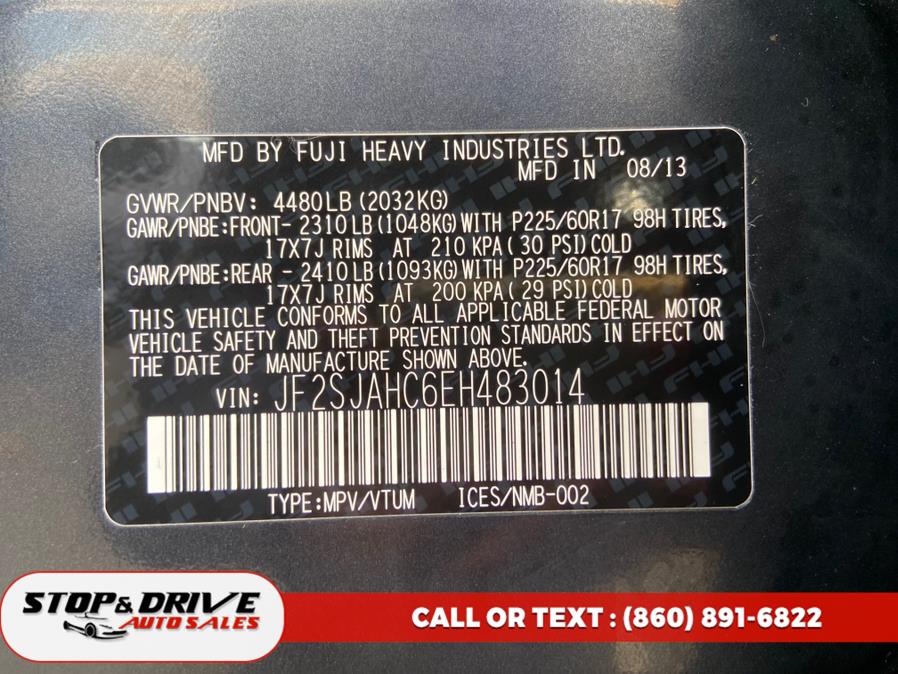 MFD BY FUJI HEAVY INDUSTRIES LTD.
MFD IN 08/13
GVWR/PNBV: 4480LB (2032KG)
GAWR/PNBE:FRONT- 2310LB (1048KG) WITH P225/60R17 98H TIRES,
17X7J RIMS AT 210 KPA ( 30 PSI) COLD
GAWR/PNBE:REAR - 2410LB (1093KG) WITH P225/60R17 98H TIRES,
17X7J RIMS AT 200 KPA ( 29 PSI) COLD
THIS VEHICLE CONFORMS TO ALL APPLICABLE FEDERAL MOTOR
VEHICLE SAFETY AND THEFT PREVENTION STANDARDS IN EFFECT ON
THE DATE OF MANUFACTURE SHOWN ABOVE.
VIN: JF2SJAHC6EH483014
TYPE:MPV/VTUM ICES/NMB-002
STOP & DRIVE
AUTO SALES
CALL OR TEXT : (860) 891-6822